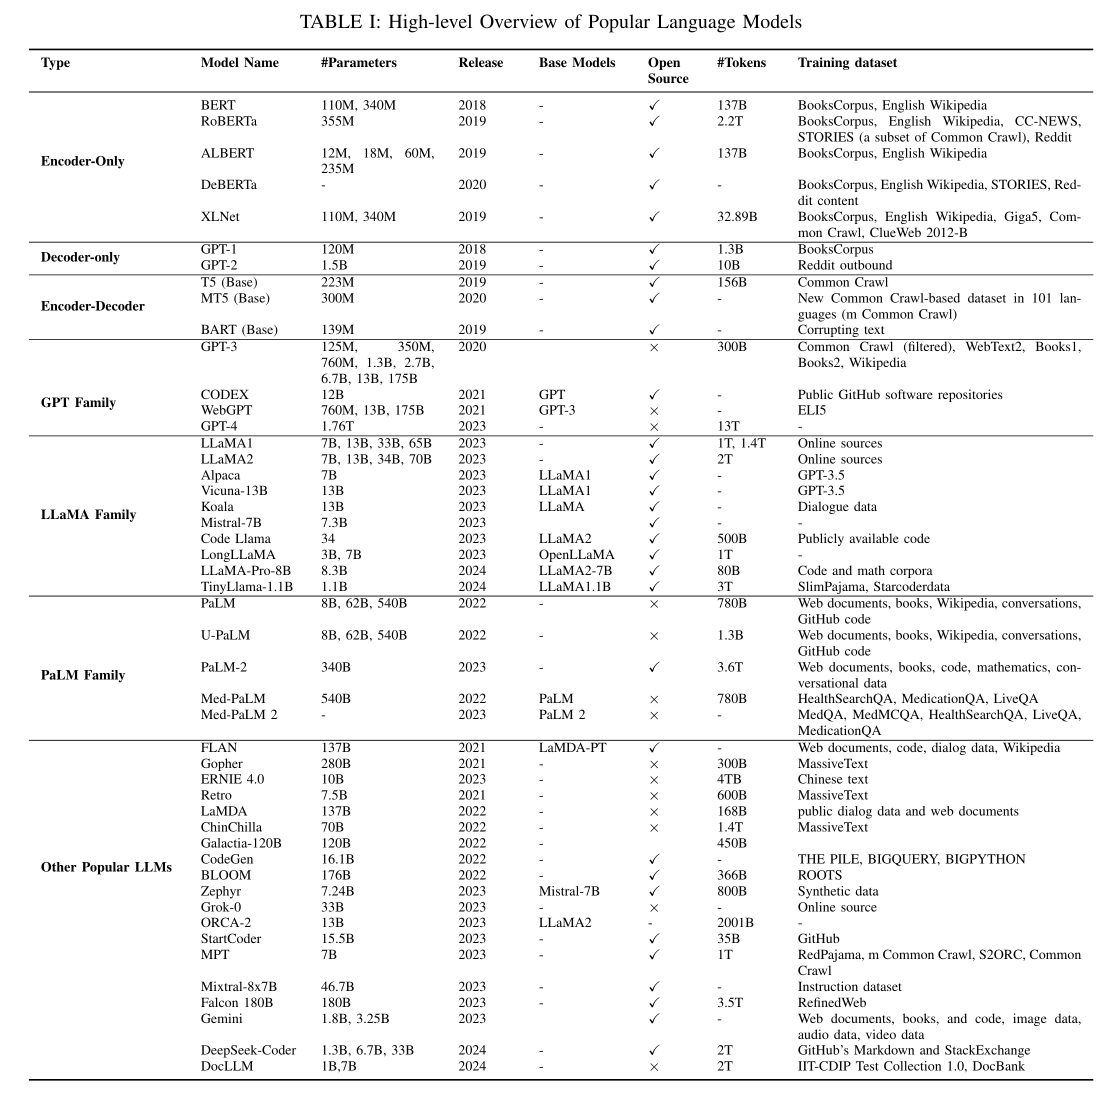 TABLE I: High-level Overview of Popular Language Models
Type Model Name #Parameters Release Base Models Open Source #Tokens Training dataset
Encoder-Only
BERT 110M, 340M 2018 - ✓ 137B BooksCorpus, English Wikipedia
RoBERTa 355M 2019 - ✓ 2.2T BooksCorpus, English Wikipedia, CC-NEWS,
STORIES (a subset of Common Crawl), Reddit
ALBERT 12M, 18M, 60M, 2019 - ✓ 137B BooksCorpus, English Wikipedia
235M
DeBERTa - 2020 - ✓ - BooksCorpus, English Wikipedia, STORIES, Red-
dit content
XLNet 110M, 340M 2019 - ✓ 32.89B BooksCorpus, English Wikipedia, Giga5, Com-
mon Crawl, ClueWeb 2012-B
Decoder-only
GPT-1 120M 2018 - ✓ 1.3B BooksCorpus
GPT-2 1.5B 2019 - ✓ 10B Reddit outbound
Encoder-Decoder
T5 (Base) 223M 2019 - ✓ 156B Common Crawl
MT5 (Base) 300M 2020 - ✓ - New Common Crawl-based dataset in 101 lan-
guages (m Common Crawl)
BART (Base) 139M 2019 - ✓ - Corrupting text
GPT Family
GPT-3 125M, 350M, 2020 × 300B Common Crawl (filtered), WebText2, Books1,
760M, 1.3B, 2.7B, Books2, Wikipedia
6.7B, 13B, 175B
CODEX 12B 2021 GPT ✓ - Public GitHub software repositories
WebGPT 760M, 13B, 175B 2021 GPT-3 × - ELI5
GPT-4 1.76T 2023 - × 13T -
LLaMA Family
LLaMA1 7B, 13B, 33B, 65B 2023 - ✓ 1T, 1.4T Online sources
LLaMA2 7B, 13B, 34B, 70B 2023 - ✓ 2T Online sources
Alpaca 7B 2023 LLaMA1 ✓ - GPT-3.5
Vicuna-13B 13B 2023 LLaMA1 ✓ - GPT-3.5
Koala 13B 2023 LLaMA ✓ - Dialogue data
Mistral-7B 7.3B 2023 ✓ - -
Code Llama 34 2023 LLaMA2 ✓ 500B Publicly available code
LongLLaMA 3B, 7B 2023 OpenLLaMA ✓ 1T -
LLaMA-Pro-8B 8.3B 2024 LLaMA2-7B ✓ 80B Code and math corpora
TinyLlama-1.1B 1.1B 2024 LLaMA1.1B ✓ 3T SlimPajama, Starcoderdata
PaLM Family
PaLM 8B, 62B, 540B 2022 - × 780B Web documents, books, Wikipedia, conversations,
GitHub code
U-PaLM 8B, 62B, 540B 2022 - × 1.3B Web documents, books, Wikipedia, conversations,
GitHub code
PaLM-2 340B 2023 - ✓ 3.6T Web documents, books, code, mathematics, con-
versational data
Med-PaLM 540B 2022 PaLM × 780B HealthSearchQA, MedicationQA, LiveQA
Med-PaLM 2 - 2023 PaLM 2 × - MedQA, MedMCQA, HealthSearchQA, LiveQA,
MedicationQA
Other Popular LLMs
FLAN 137B 2021 LaMDA-PT ✓ - Web documents, code, dialog data, Wikipedia
Gopher 280B 2021 - × 300B MassiveText
ERNIE 4.0 10B 2023 - × 4TB Chinese text
Retro 7.5B 2021 - × 600B MassiveText
LaMDA 137B 2022 - × 168B public dialog data and web documents
ChinChilla 70B 2022 - × 1.4T MassiveText
Galactia-120B 120B 2022 - 450B
CodeGen 16.1B 2022 - ✓ - THE PILE, BIGQUERY, BIGPYTHON
BLOOM 176B 2022 - ✓ 366B ROOTS
Zephyr 7.24B 2023 Mistral-7B ✓ 800B Synthetic data
Grok-0 33B 2023 - × - Online source
ORCA-2 13B 2023 LLaMA2 - 2001B -
StartCoder 15.5B 2023 - ✓ 35B GitHub
MPT 7B 2023 - ✓ 1T RedPajama, m Common Crawl, S2ORC, Common
Crawl
Mixtral-8x7B 46.7B 2023 - ✓ - Instruction dataset
Falcon 180B 180B 2023 - ✓ 3.5T RefinedWeb
Gemini 1.8B, 3.25B 2023 ✓ - Web documents, books, and code, image data,
audio data, video data
DeepSeek-Coder 1.3B, 6.7B, 33B 2024 - ✓ 2T GitHub's Markdown and StackExchange
DocLLM 1B,7B 2024 - × 2T IIT-CDIP Test Collection 1.0, DocBank